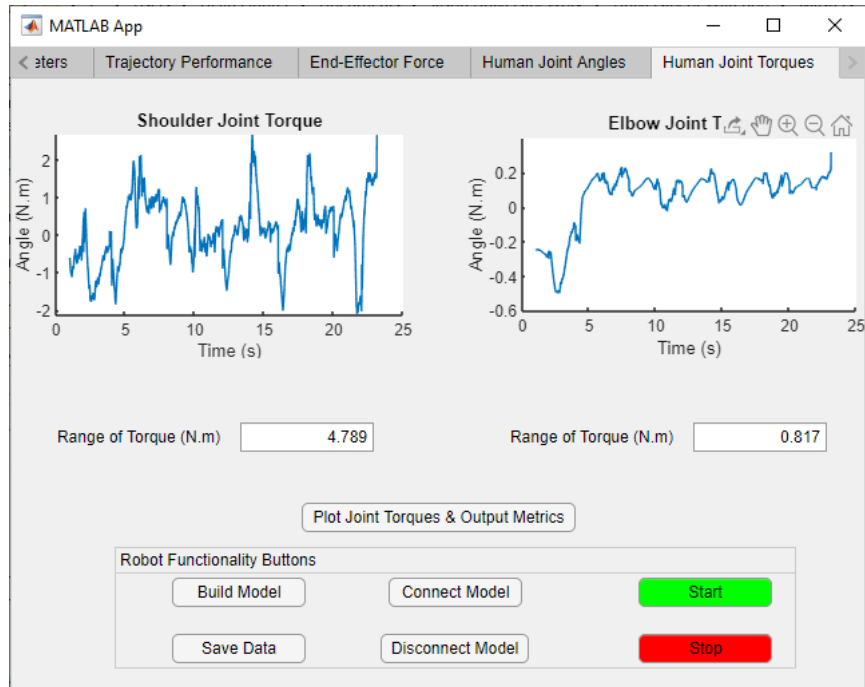 MATLAB App
eters Trajectory Performance End-Effector Force Human Joint Angles Human Joint Torques
Shoulder Joint Torque
Angle (N.m)
2
1
0
-1
-2
0 5 10 15 20 25
Time (s)
Elbow Joint T
Angle (N.m)
0.2
0
-0.2
-0.4
-0.6
0 5 10 15 20 25
Time (s)
Range of Torque (N.m) 4.789
Range of Torque (N.m) 0.817
Plot Joint Torques & Output Metrics
Robot Functionality Buttons
Build Model Connect Model Start
Save Data Disconnect Model Stop